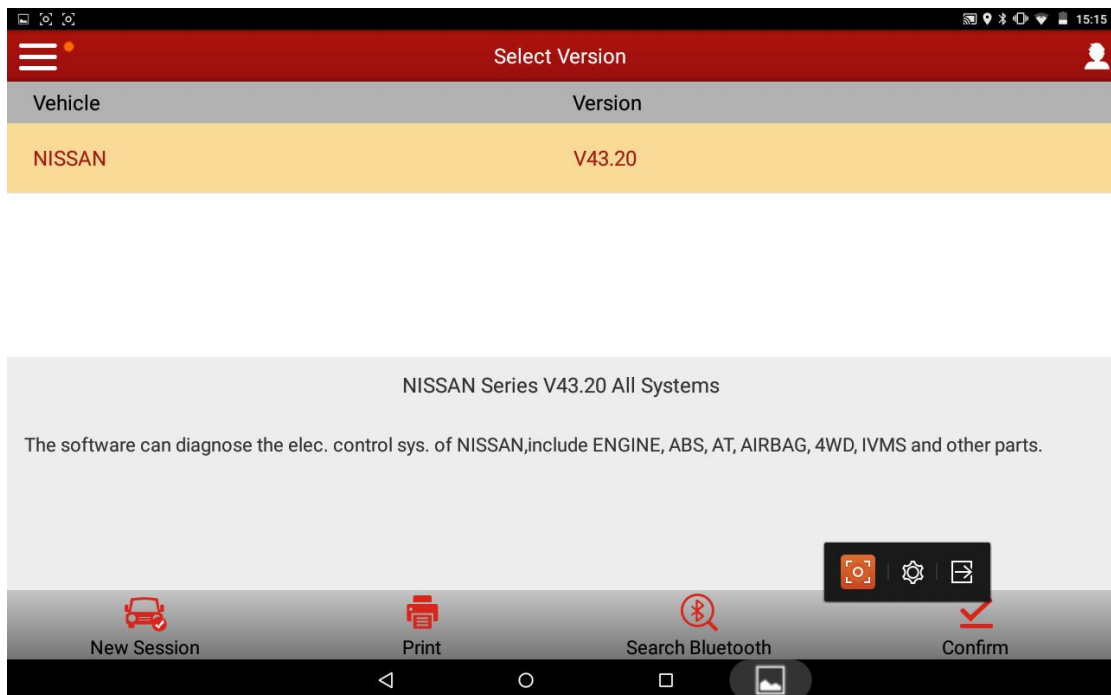 15:15
Select Version
Vehicle Version
NISSAN V43.20
NISSAN Series V43.20 All Systems
The software can diagnose the elec. control sys. of NISSAN,include ENGINE, ABS, AT, AIRBAG, 4WD, IVMS and other parts.
New Session Print Search Bluetooth Confirm